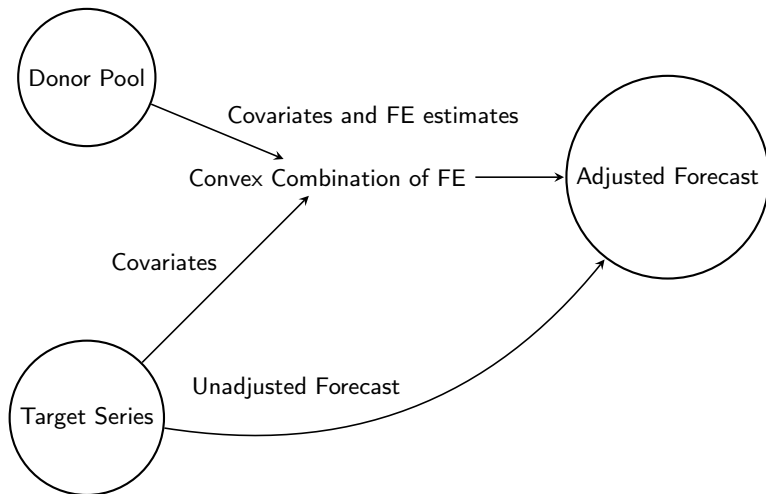 Donor Pool
Covariates and FE estimates
Convex Combination of FE
Adjusted Forecast
Covariates
Unadjusted Forecast
Target Series